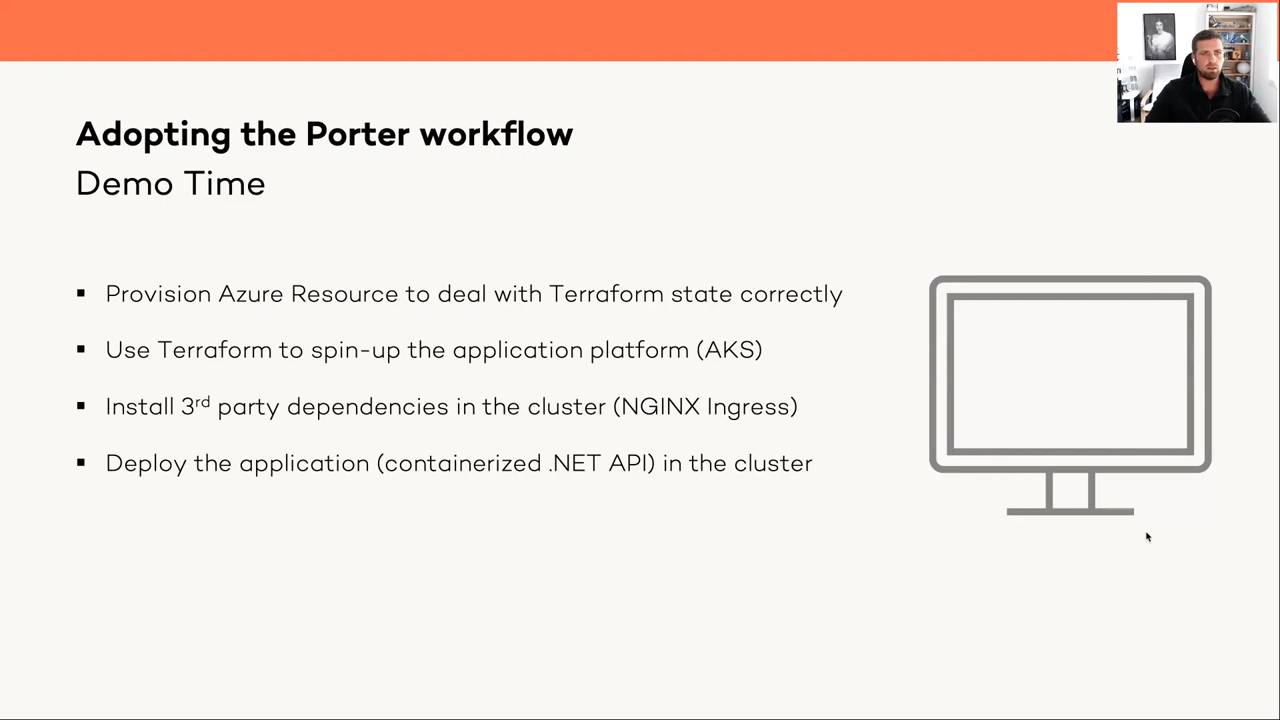 Adopting the Porter workflow
Demo Time
▪ Provision Azure Resource to deal with Terraform state correctly
▪ Use Terraform to spin-up the application platform (AKS)
▪ Install 3rd party dependencies in the cluster (NGINX Ingress)
▪ Deploy the application (containerized .NET API) in the cluster